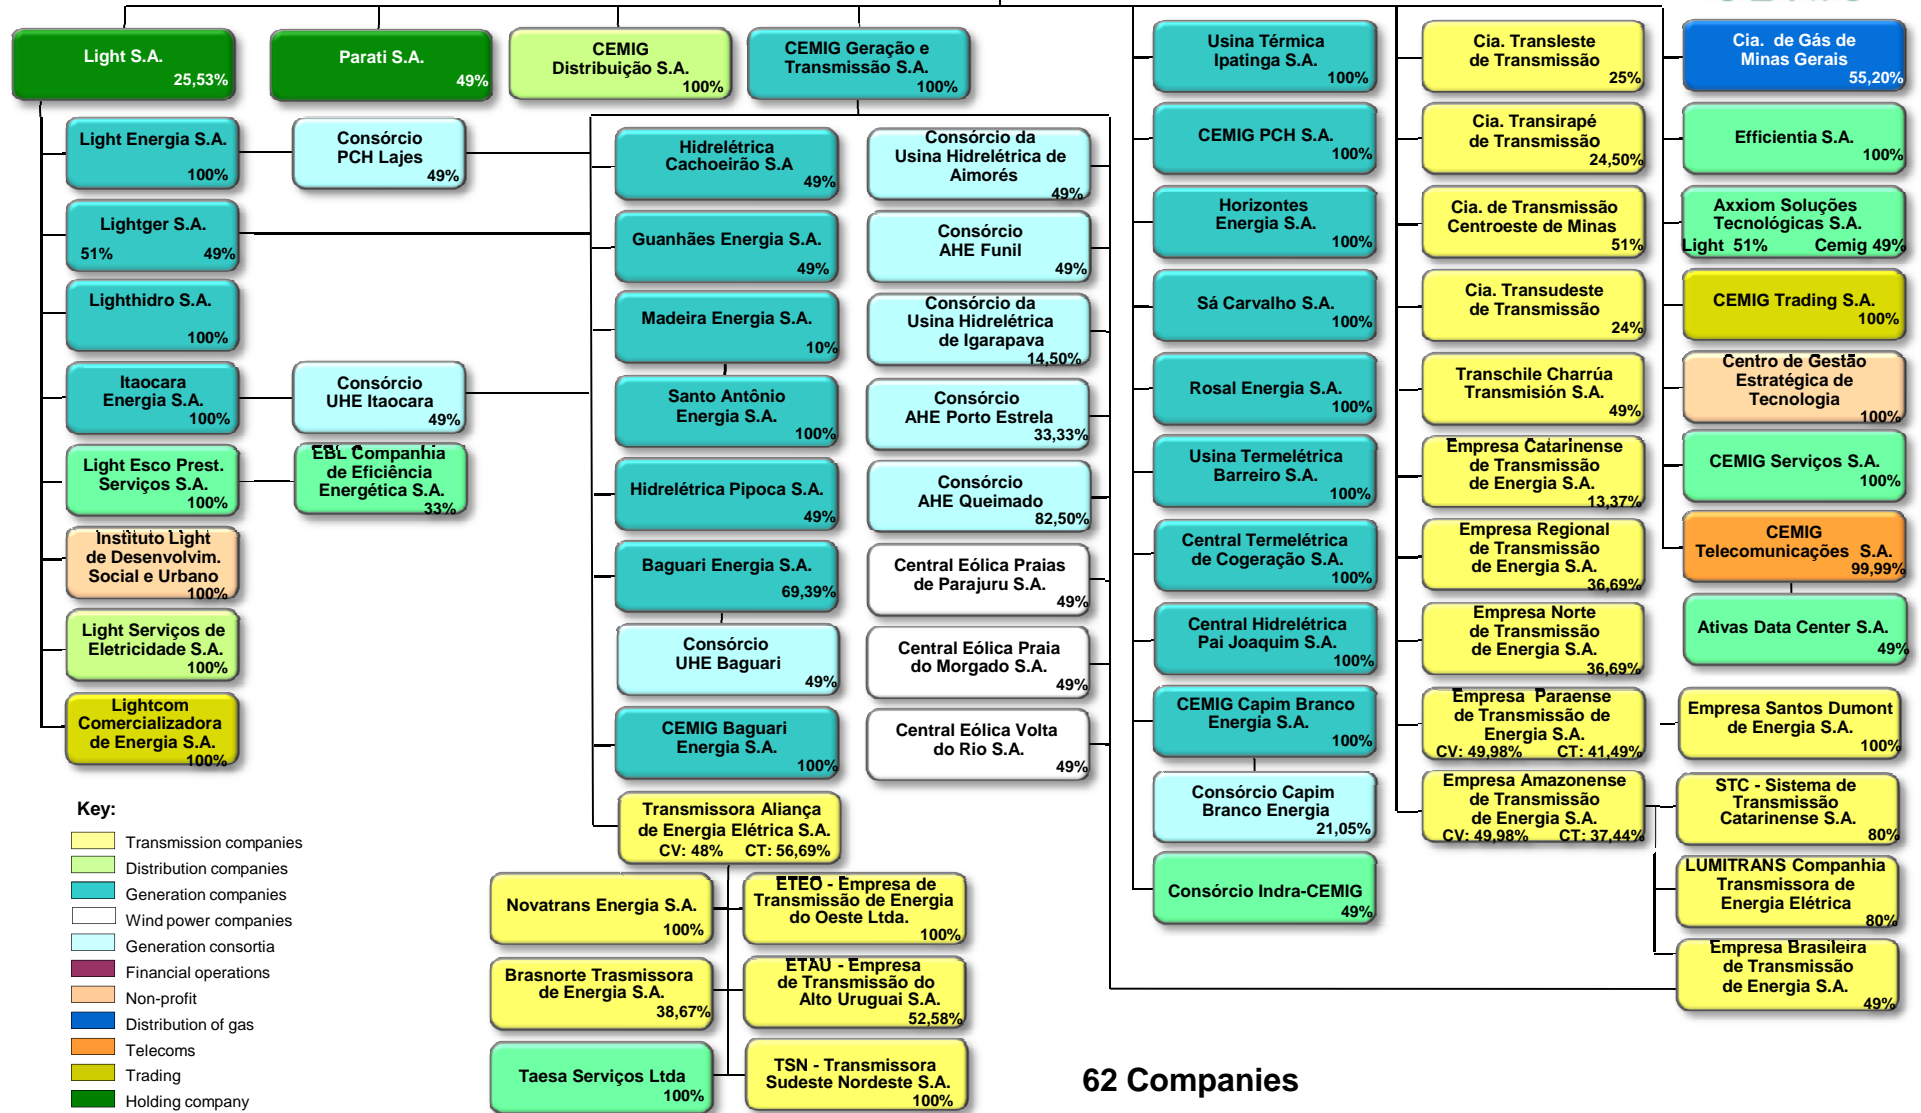 Light S.A.
25,53%
Parati S.A.
49%
CEMIG
Distribuição S.A.
100%
CEMIG Geração e
Transmissão S.A.
100%
Light Energia S.A.
100%
Consórcio
PCH Lajes
49%
Lightger S.A.
51% 49%
Lighthidro S.A.
100%
Itaocara
Energia S.A.
100%
Consórcio
UHE Itaocara
49%
Light Esco Prest.
Serviços S.A.
100%
EBL Companhia
de Eficiência
Energética S.A.
33%
Instituto Light
de Desenvolvim.
Social e Urbano
100%
Light Serviços de
Eletricidade S.A.
100%
Lightcom
Comercializadora
de Energia S.A.
100%
Hidrelétrica
Cachoeirão S.A
49%
Guanhães Energia S.A.
49%
Madeira Energia S.A.
10%
Santo Antônio
Energia S.A.
100%
Hidrelétrica Pipoca S.A.
49%
Baguari Energia S.A.
69,39%
Consórcio
UHE Baguari
49%
CEMIG Baguari
Energia S.A.
100%
Transmissora Aliança
de Energia Elétrica S.A.
CV: 48% CT: 56,69%
Consórcio da
Usina Hidrelétrica de
Aimorés
49%
Consórcio
AHE Funil
49%
Consórcio da
Usina Hidrelétrica
de Igarapava
14,50%
Consórcio
AHE Porto Estrela
33,33%
Consórcio
AHE Queimado
82,50%
Central Eólica Praias
de Parajuru S.A.
49%
Central Eólica Praia
do Morgado S.A.
49%
Central Eólica Volta
do Rio S.A.
49%
Novatrans Energia S.A.
100%
ETEO - Empresa de
Transmissão de Energia
do Oeste Ltda.
100%
Brasnorte Trasmissora
de Energia S.A.
38,67%
ETAU - Empresa
de Transmissão do
Alto Uruguai S.A.
52,58%
Taesa Serviços Ltda
100%
TSN - Transmissora
Sudeste Nordeste S.A.
100%
Usina Térmica
Ipatinga S.A.
100%
CEMIG PCH S.A.
100%
Horizontes
Energia S.A.
100%
Sá Carvalho S.A.
100%
Rosal Energia S.A.
100%
Usina Termelétrica
Barreiro S.A.
100%
Central Termelétrica
de Cogeração S.A.
100%
Central Hidrelétrica
Pai Joaquim S.A.
100%
CEMIG Capim Branco
Energia S.A.
100%
Consórcio Capim
Branco Energia
21,05%
Consórcio Indra-CEMIG
49%
Cia. Transleste
de Transmissão
25%
Cia. Transirapé
de Transmissão
24,50%
Cia. de Transmissão
Centroeste de Minas
51%
Cia. Transudeste
de Transmissão
24%
Transchile Charrúa
Transmisión S.A.
49%
Empresa Catarinense
de Transmissão
de Energia S.A.
13,37%
Empresa Regional
de Transmissão
de Energia S.A.
36,69%
Empresa Norte
de Transmissão
de Energia S.A.
36,69%
Empresa Paraense
de Transmissão de
Energia S.A.
CV: 49,98% CT: 41,49%
Empresa Amazonense
de Transmissão
de Energia S.A.
CV: 49,98% CT: 37,44%
Cia. de Gás de
Minas Gerais
55,20%
Efficientia S.A.
100%
Axxiom Soluções
Tecnológicas S.A.
Light 51% Cemig 49%
CEMIG Trading S.A.
100%
Centro de Gestão
Estratégica de
Tecnologia
100%
CEMIG Serviços S.A.
100%
CEMIG
Telecomunicações S.A.
99,99%
Ativas Data Center S.A.
49%
Empresa Santos Dumont
de Energia S.A.
100%
STC - Sistema de
Transmissão
Catarinense S.A.
80%
LUMITRANS Companhia
Transmissora de
Energia Elétrica
80%
Empresa Brasileira
de Transmissão
de Energia S.A.
49%
Key:
Transmission companies
Distribution companies
Generation companies
Wind power companies
Generation consortia
Financial operations
Non-profit
Distribution of gas
Telecoms
Trading
Holding company
62 Companies